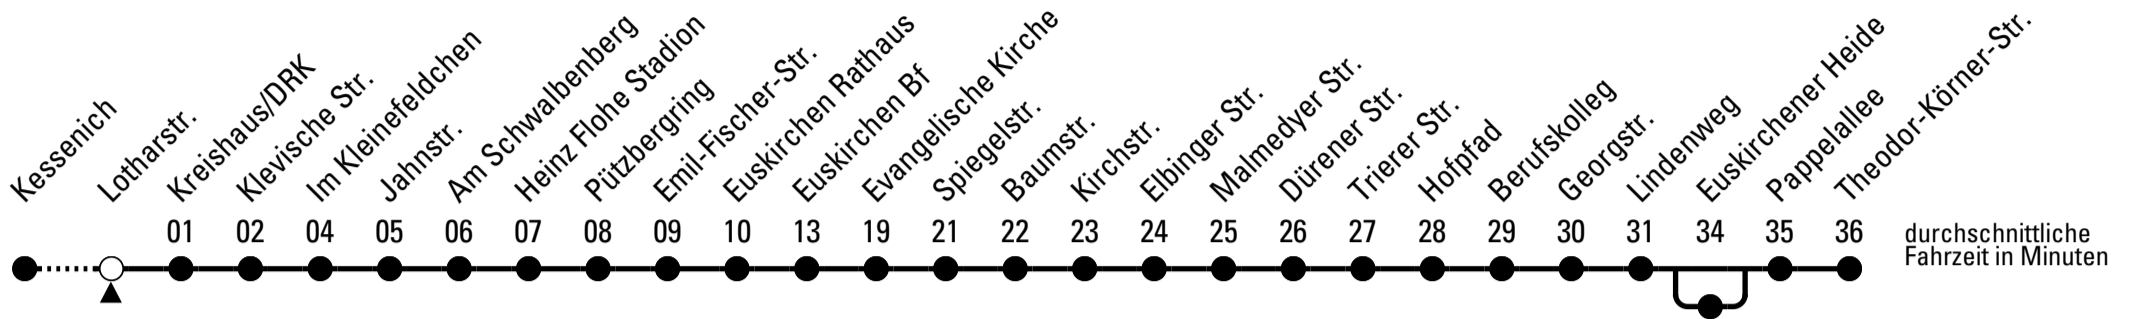 Kessenich
Lotharstr.
Kreishaus/DRK
Klevische Str.
Im Kleinefeldchen
Jahnstr.
Am Schwalbenberg
Heinz Flohe Stadion
Pützbergring
Emil-Fischer-Str.
Euskirchen Rathaus
Euskirchen Bf
Evangelische Kirche
Spiegelstr.
Baumstr.
Kirchstr.
Elbinger Str.
Malmedyer Str.
Dürener Str.
Trierer Str.
Hofpfad
Berufskolleg
Georgstr.
Lindenweg
Euskirchener Heide
Pappelallee
Theodor-Körner-Str.
01 02 04 05 06 07 08 09 10 13 19 21 22 23 24 25 26 27 28 29 30 31 34 35 36
durchschnittliche
Fahrzeit in Minuten